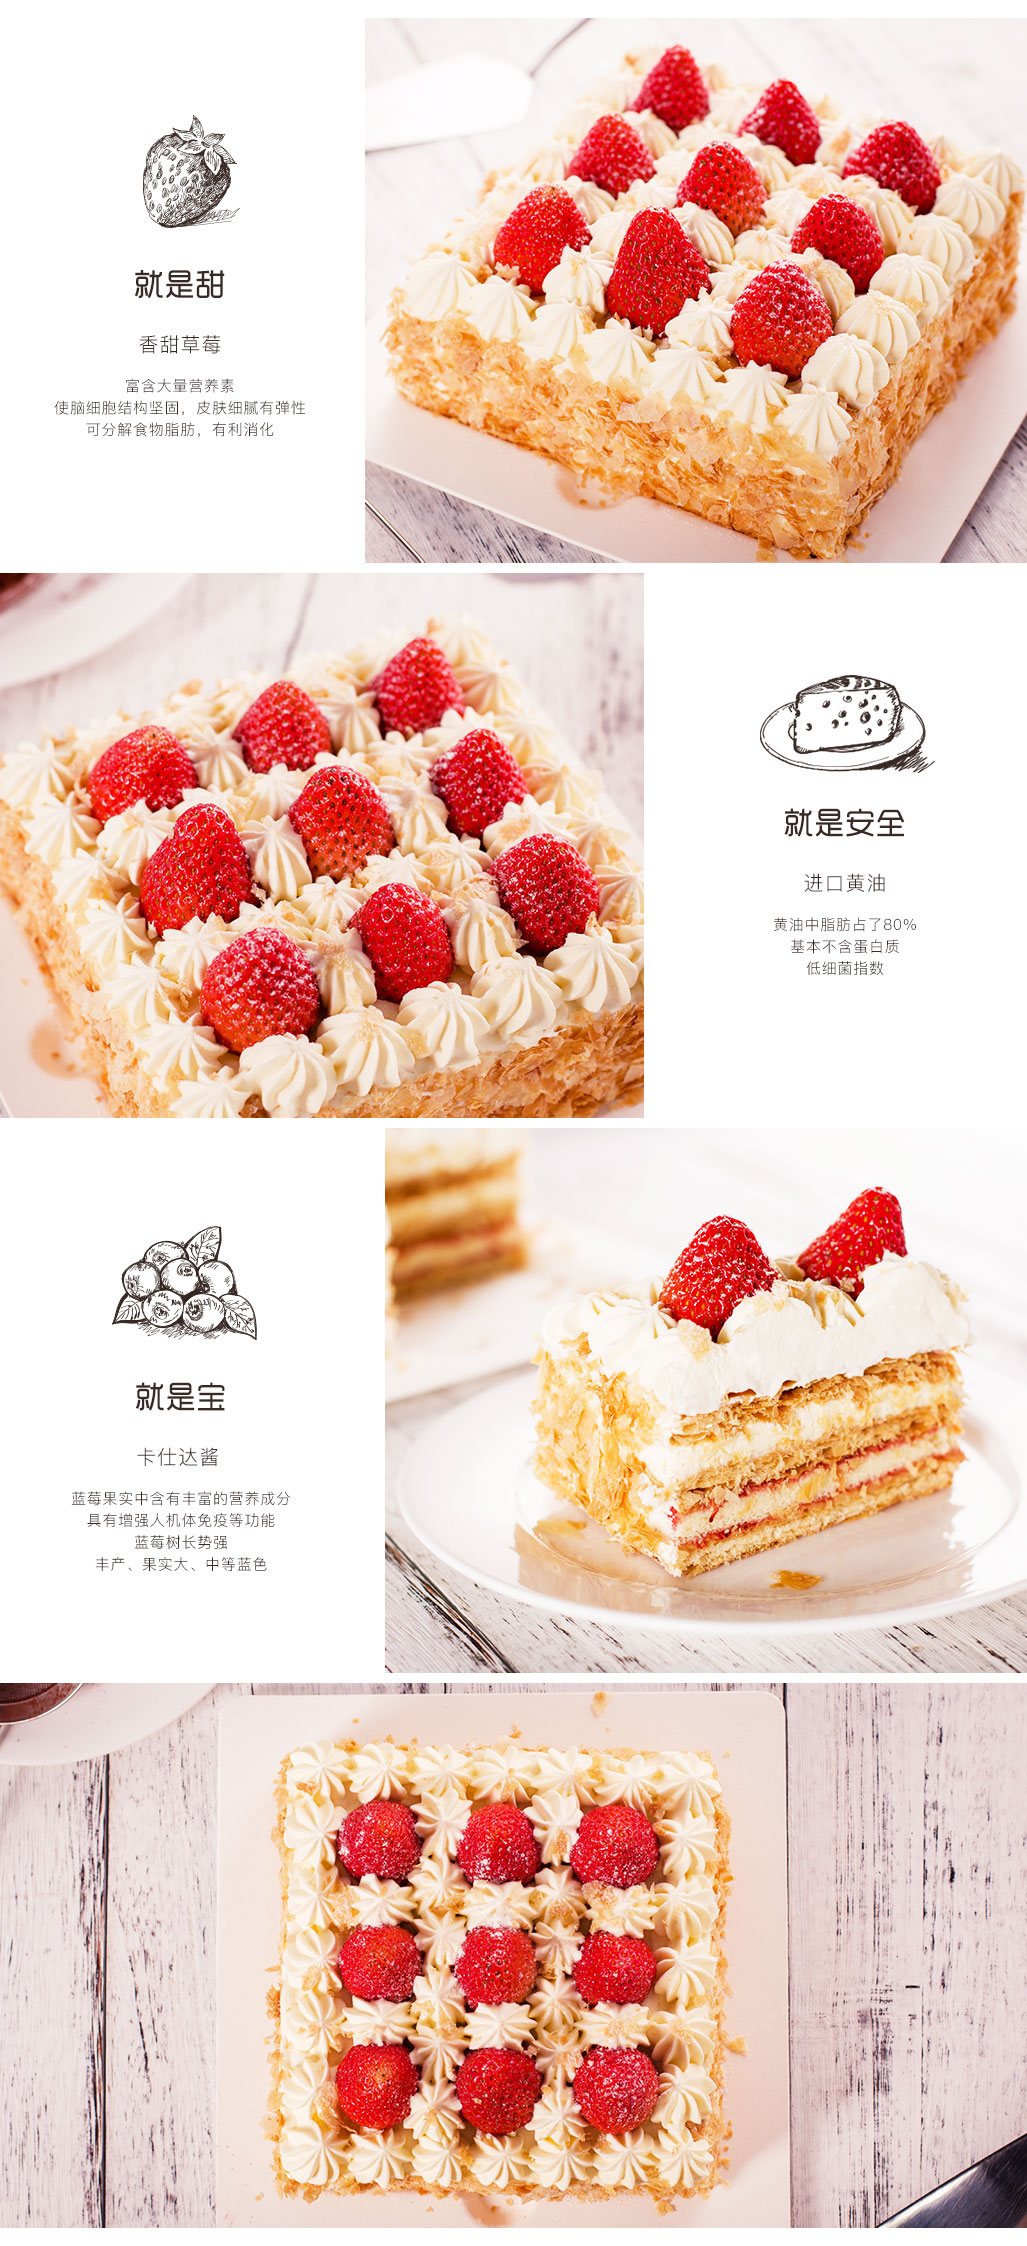 就是甜
香甜草莓
富含大量营养素
使脑细胞结构坚固，皮肤细腻有弹性
可分解食物脂肪，有利消化
就是安全
进口黄油
黄油中脂肪占了80%
基本不含蛋白质
低细菌指数
就是宝
卡仕达酱
蓝莓果实中含有丰富的营养成分
具有增强人机体免疫等功能
蓝莓树长势强
丰产、果实大、中等蓝色